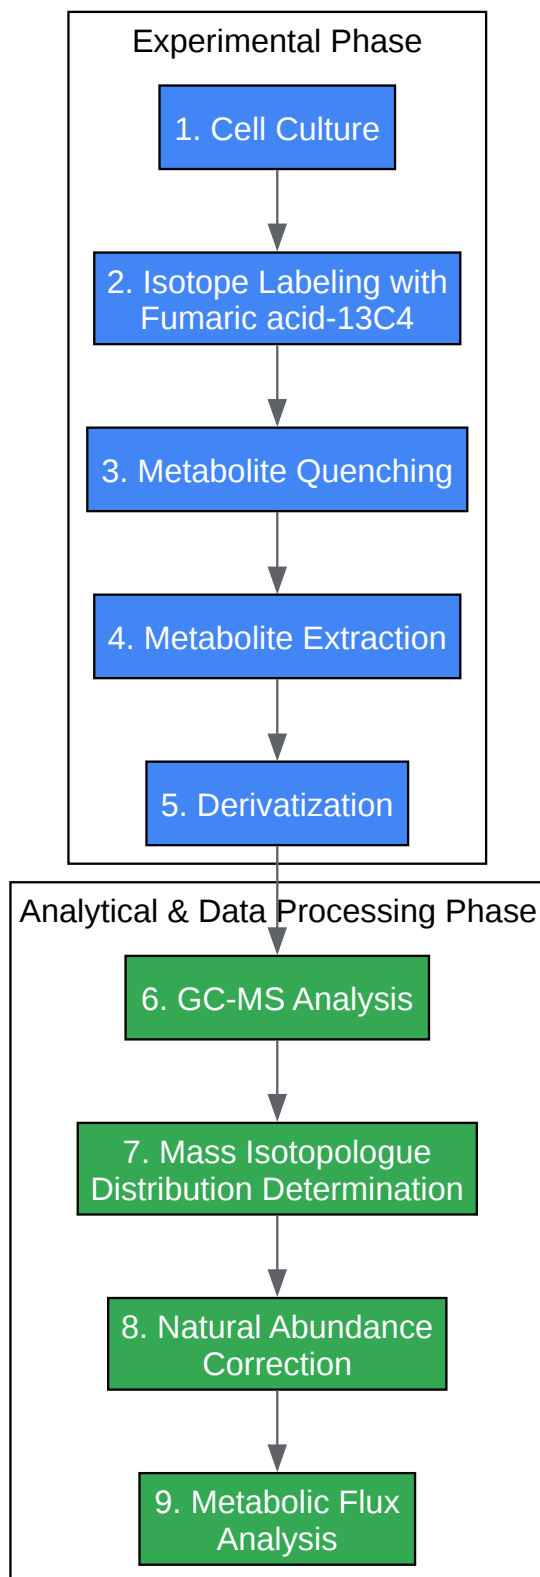 Experimental Phase
1. Cell Culture
2. Isotope Labeling with
Fumaric acid-13C4
3. Metabolite Quenching
4. Metabolite Extraction
5. Derivatization
Analytical & Data Processing Phase
6. GC-MS Analysis
7. Mass Isotopologue
Distribution Determination
8. Natural Abundance
Correction
9. Metabolic Flux
Analysis